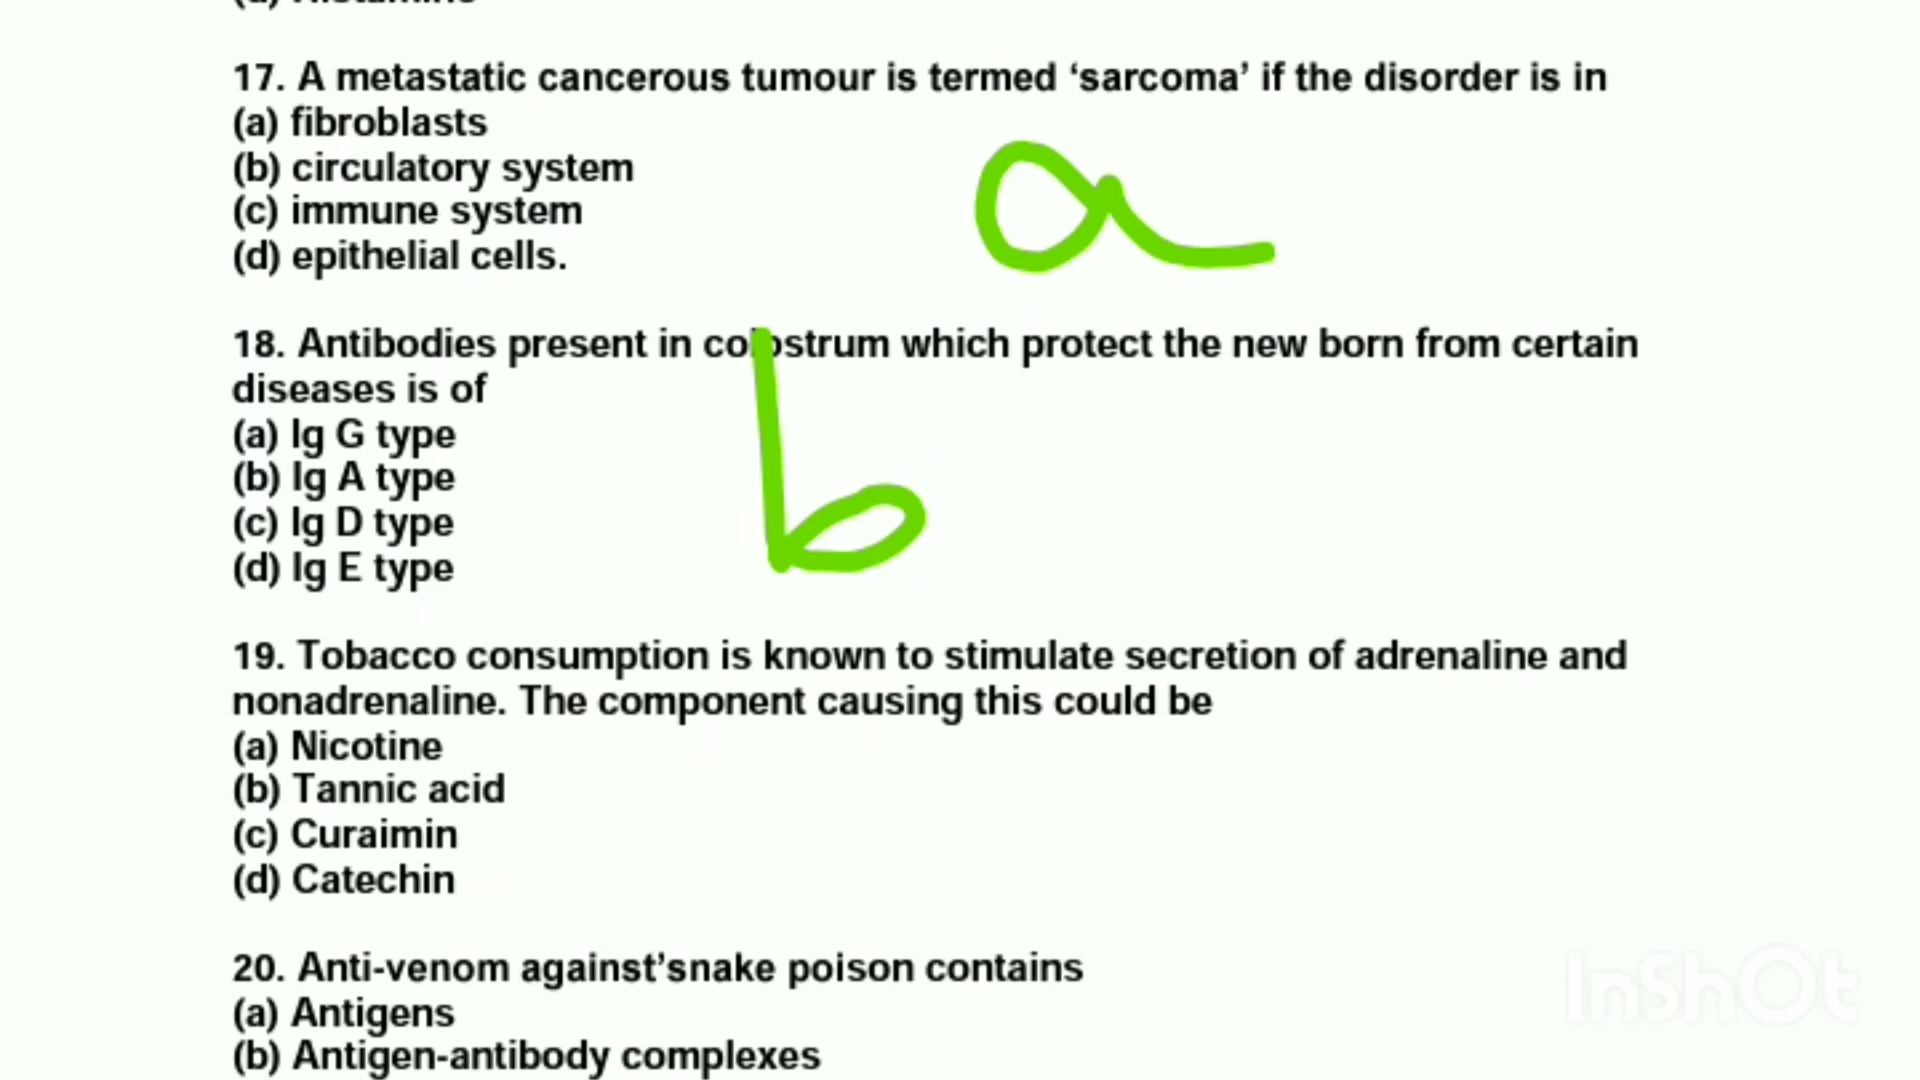 17. A metastatic cancerous tumour is termed ‘sarcoma’ if the disorder is in
(a) fibroblasts
(b) circulatory system
(c) immune system
(d) epithelial cells.
a
18. Antibodies present in colostrum which protect the new born from certain
diseases is of
(a) Ig G type
(b) Ig A type
(c) Ig D type
(d) Ig E type
b
19. Tobacco consumption is known to stimulate secretion of adrenaline and
nonadrenaline. The component causing this could be
(a) Nicotine
(b) Tannic acid
(c) Curaimin
(d) Catechin
20. Anti-venom against’snake poison contains
(a) Antigens
(b) Antigen-antibody complexes
InShOt